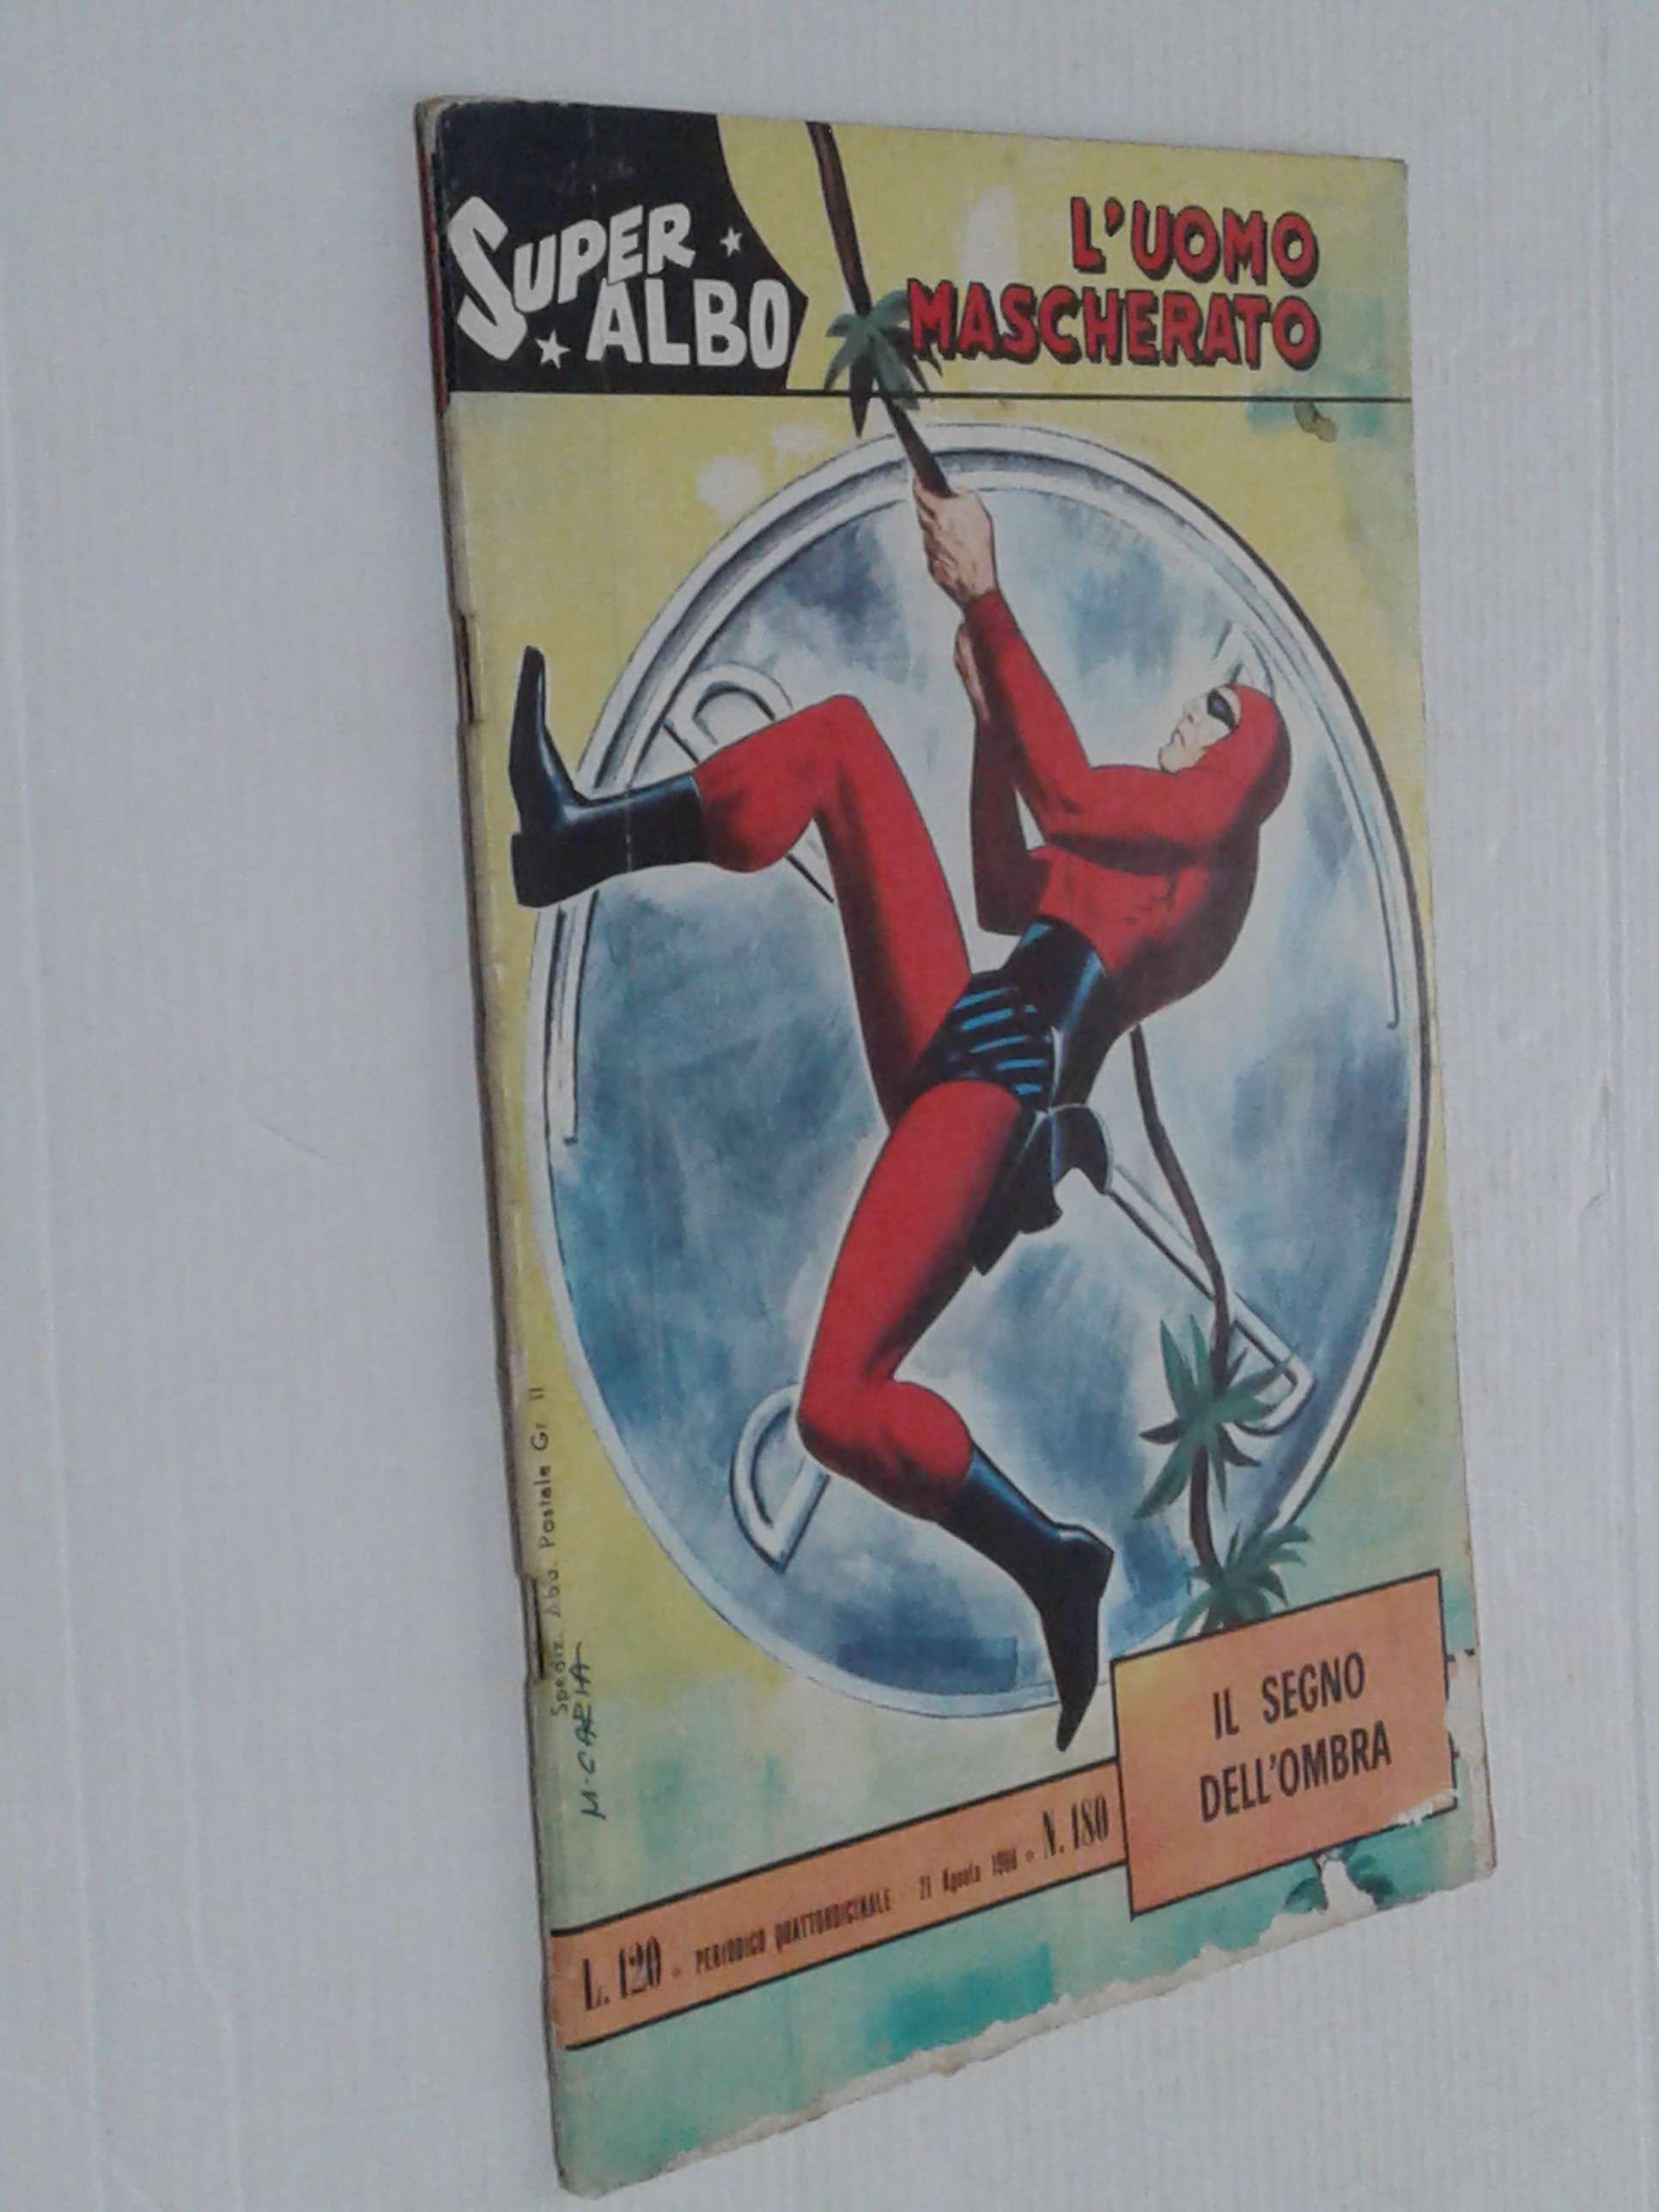 SUPER
ALBO
L'UOMO
MASCHERATO
Spediz. Abb. Postale Gr II
M. CARIA
IL SEGNO
DELL'OMBRA
L. 120 - PERIODICO QUATTORDICINALE - 21 Agosto 1966 - N. 180